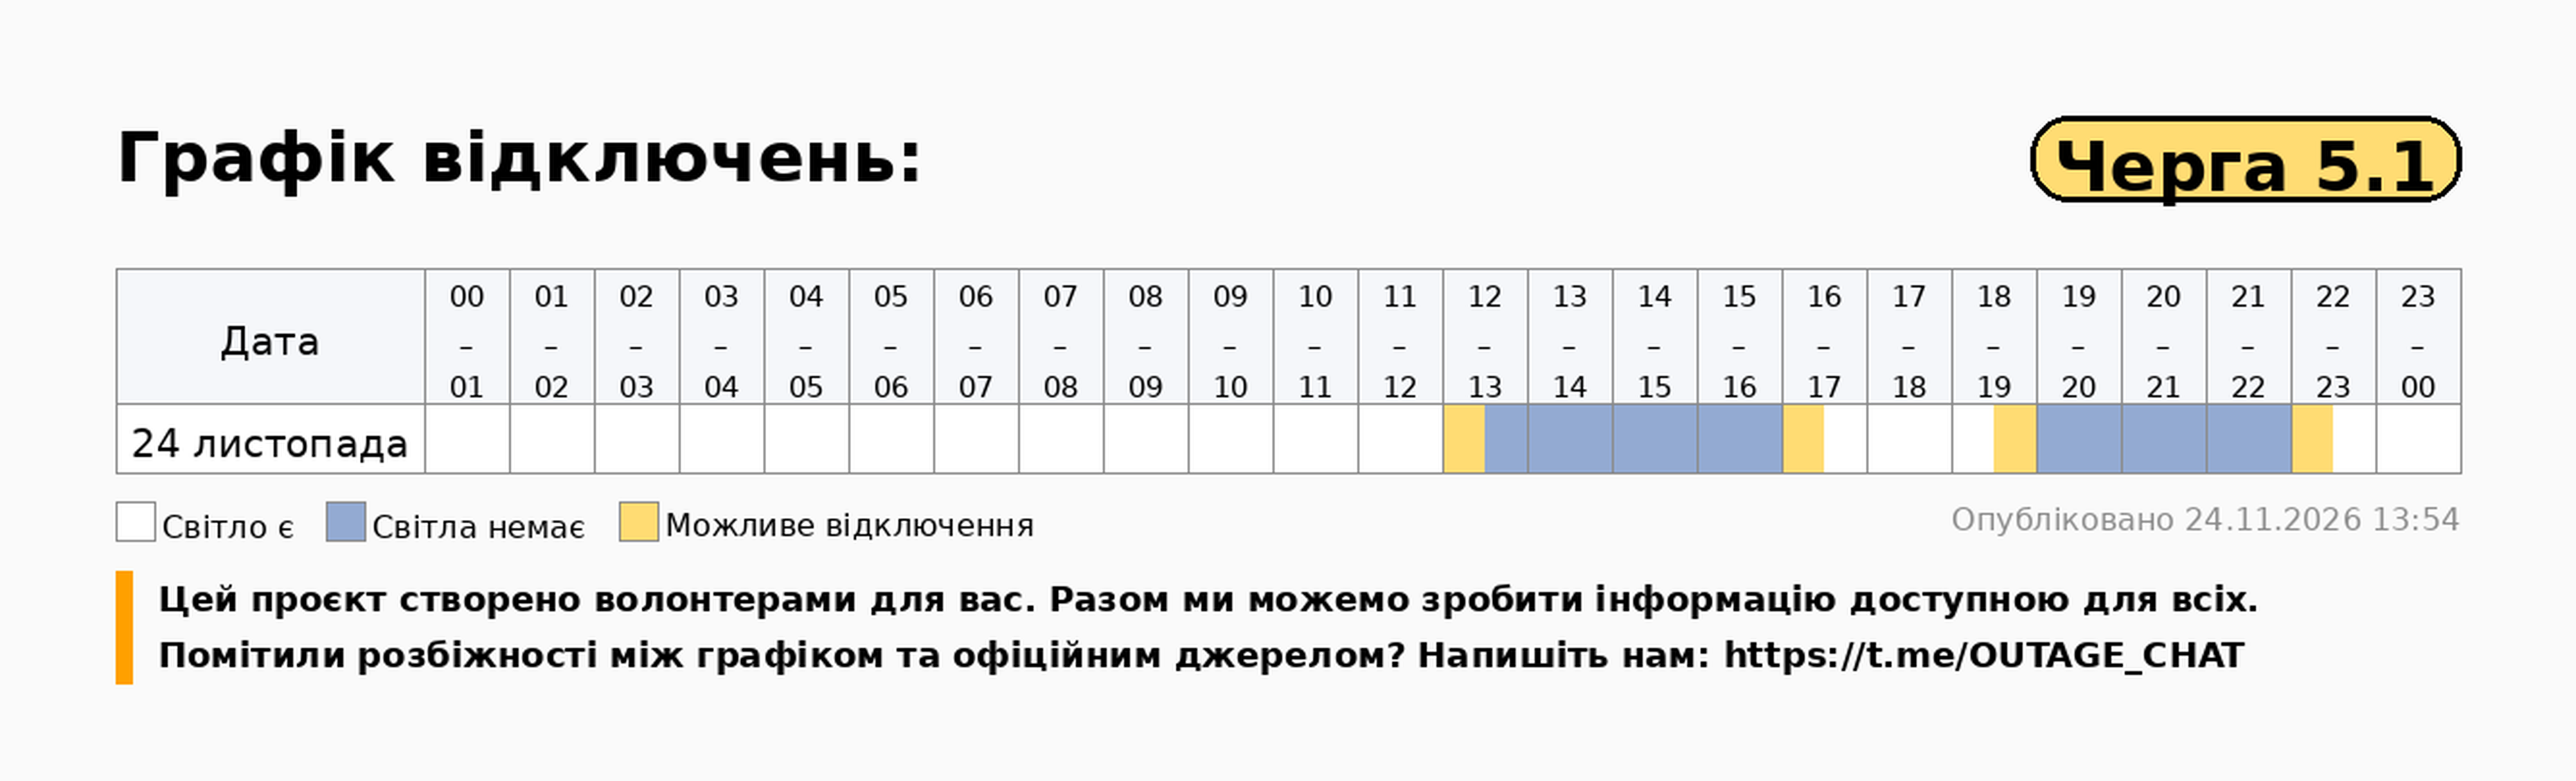 Графік відключень:
Черга 5.1
Дата
00 – 01
01 – 02
02 – 03
03 – 04
04 – 05
05 – 06
06 – 07
07 – 08
08 – 09
09 – 10
10 – 11
11 – 12
12 – 13
13 – 14
14 – 15
15 – 16
16 – 17
17 – 18
18 – 19
19 – 20
20 – 21
21 – 22
22 – 23
23 – 00
24 листопада
Світло є
Світла немає
Можливе відключення
Опубліковано 24.11.2026 13:54
Цей проєкт створено волонтерами для вас. Разом ми можемо зробити інформацію доступною для всіх.
Помітили розбіжності між графіком та офіційним джерелом? Напишіть нам: https://t.me/OUTAGE_CHAT